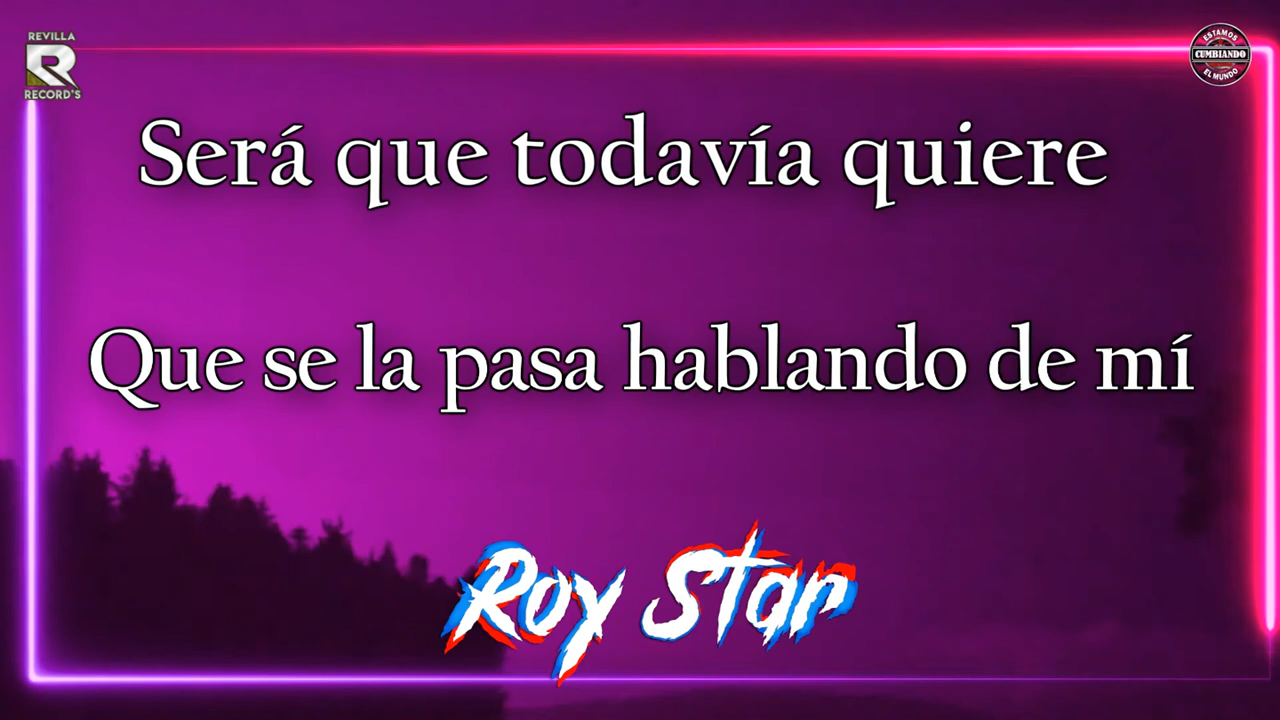 REVILLA
R
RECORD'S
ESTAMOS
CUMBIANDO
EL MUNDO
Será que todavía quiere
Que se la pasa hablando de mí
Roy Star